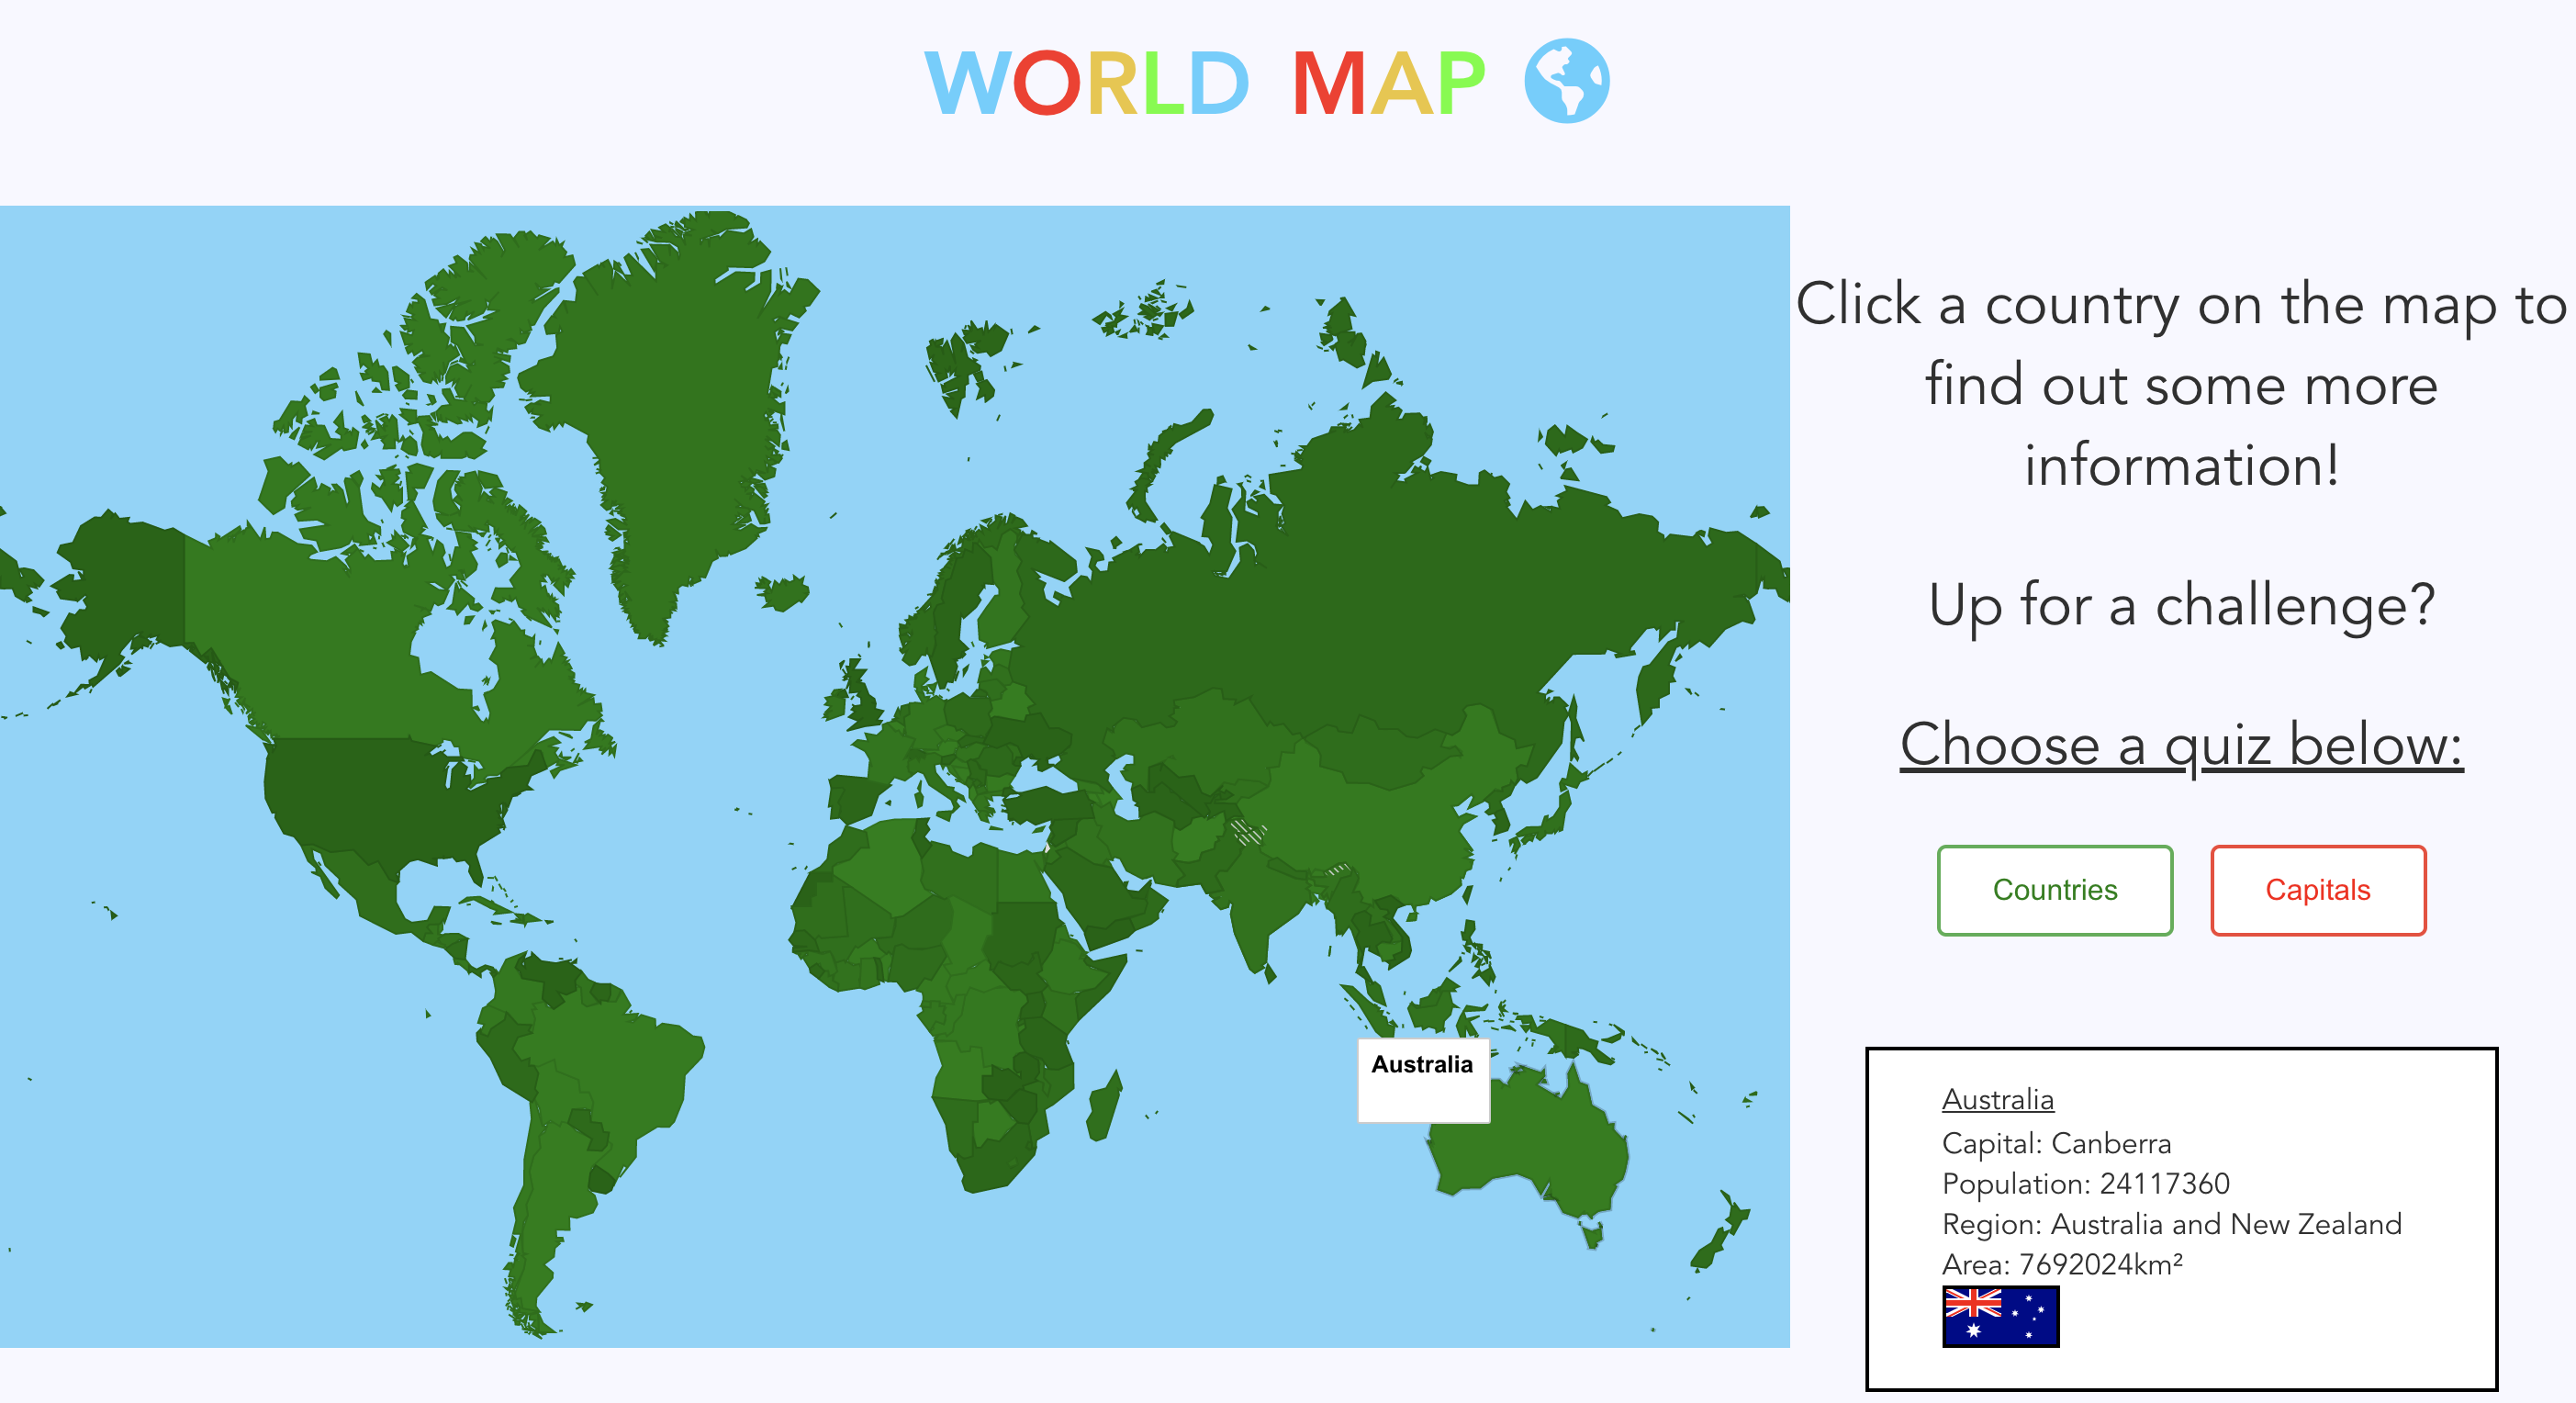 WORLD MAP
Click a country on the map to
find out some more
information!
Up for a challenge?
Choose a quiz below:
Countries
Capitals
Australia
Australia
Capital: Canberra
Population: 24117360
Region: Australia and New Zealand
Area: 7692024km²